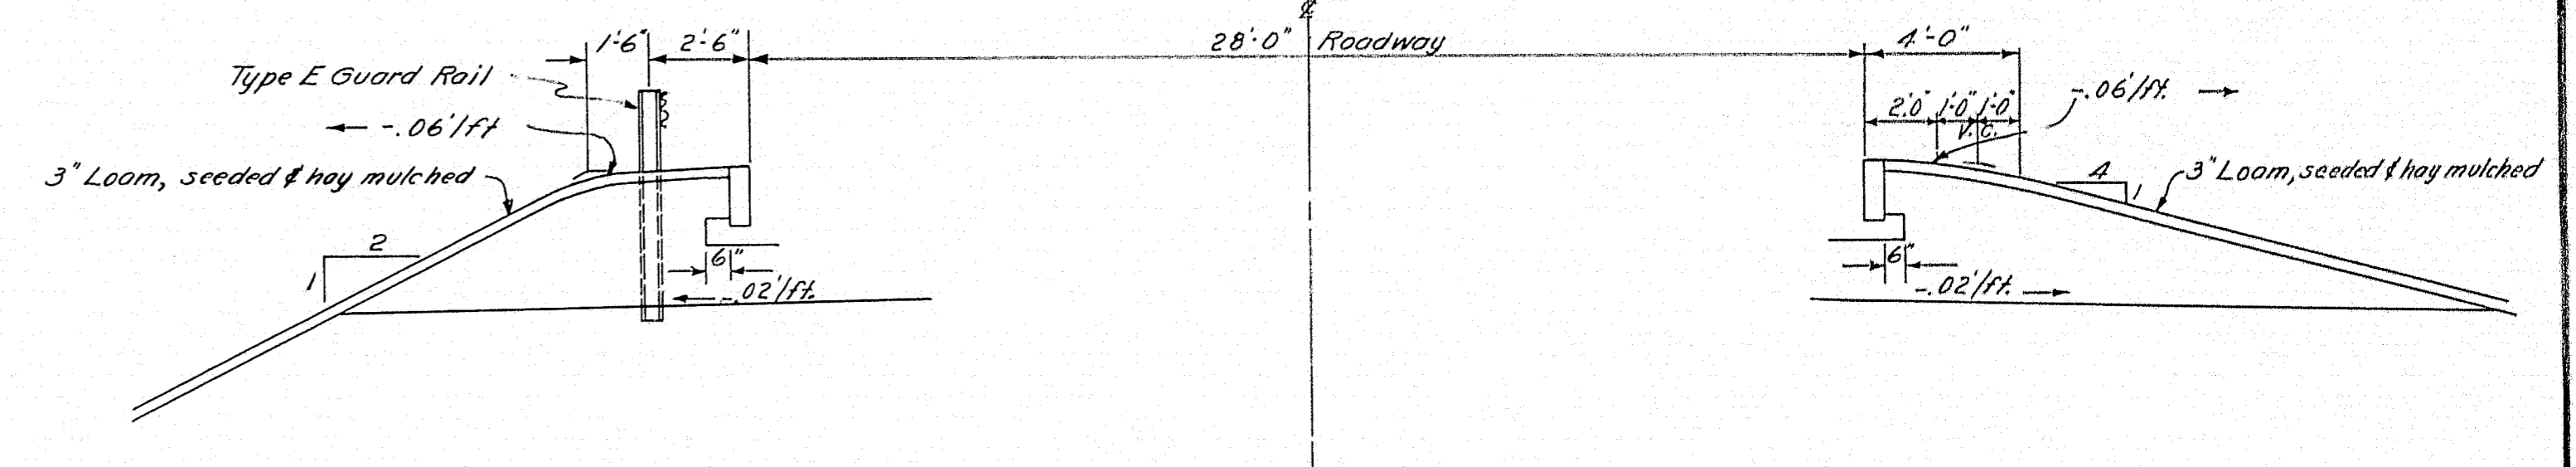 ℄
1'-6" 2'-6" 28'-0" Roadway 4'-0"
Type E Guard Rail
-.06'/ft
3" Loam, seeded & hay mulched
2
1
6"
-.02'/ft.
2'0" 1'-0" 1'-0"
V.C.
-.06'/ft.
4
1
3" Loam, seeded & hay mulched
6"
-.02'/ft.